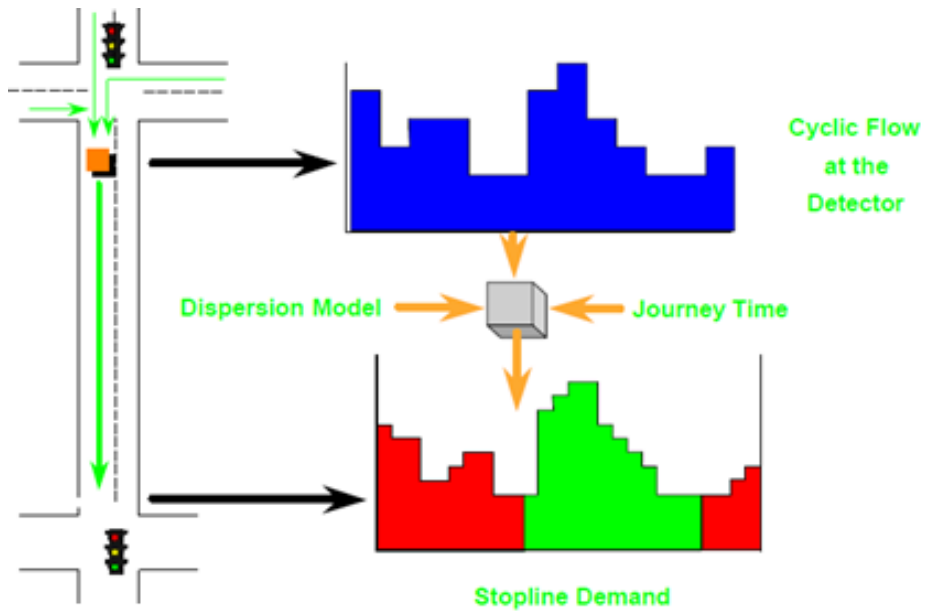 Cyclic Flow
at the
Detector
Dispersion Model
Journey Time
Stopline Demand